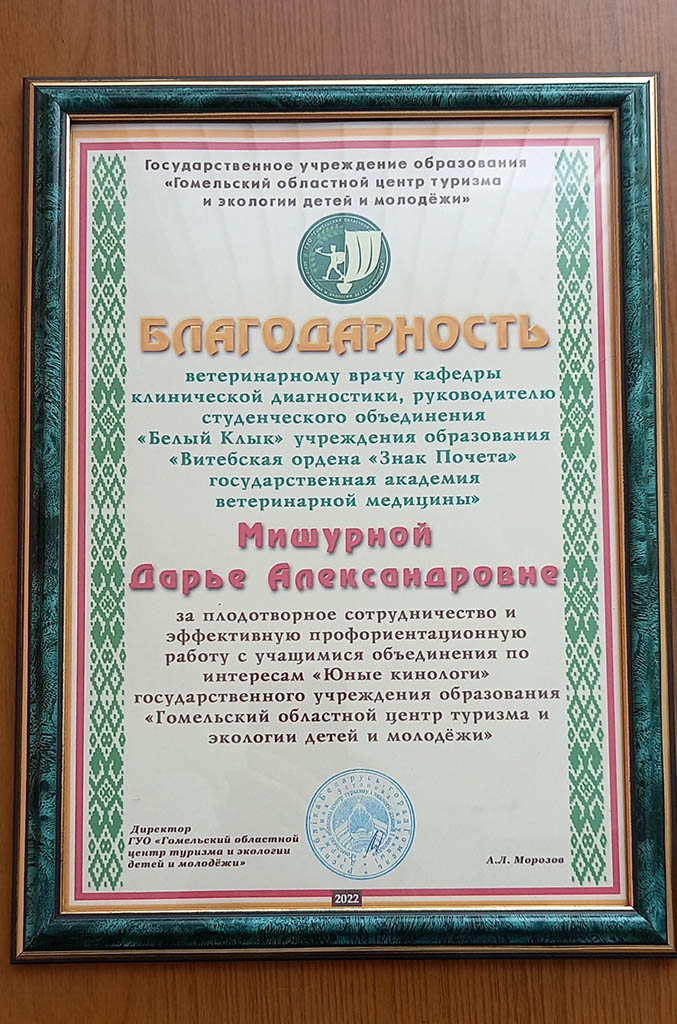 Государственное учреждение образования
«Гомельский областной центр туризма
и экологии детей и молодёжи»
БЛАГОДАРНОСТЬ
ветеринарному врачу кафедры
клинической диагностики, руководителю
студенческого объединения
«Белый Клык» учреждения образования
«Витебская ордена «Знак Почета»
государственная академия
ветеринарной медицины»
Мишурной
Дарье Александровне
за плодотворное сотрудничество и
эффективную профориентационную
работу с учащимися объединения по
интересам «Юные кинологи»
государственного учреждения образования
«Гомельский областной центр туризма и
экологии детей и молодёжи»
Директор
ГУО «Гомельский областной
центр туризма и экологии
детей и молодёжи»
А.Л. Морозов
2022